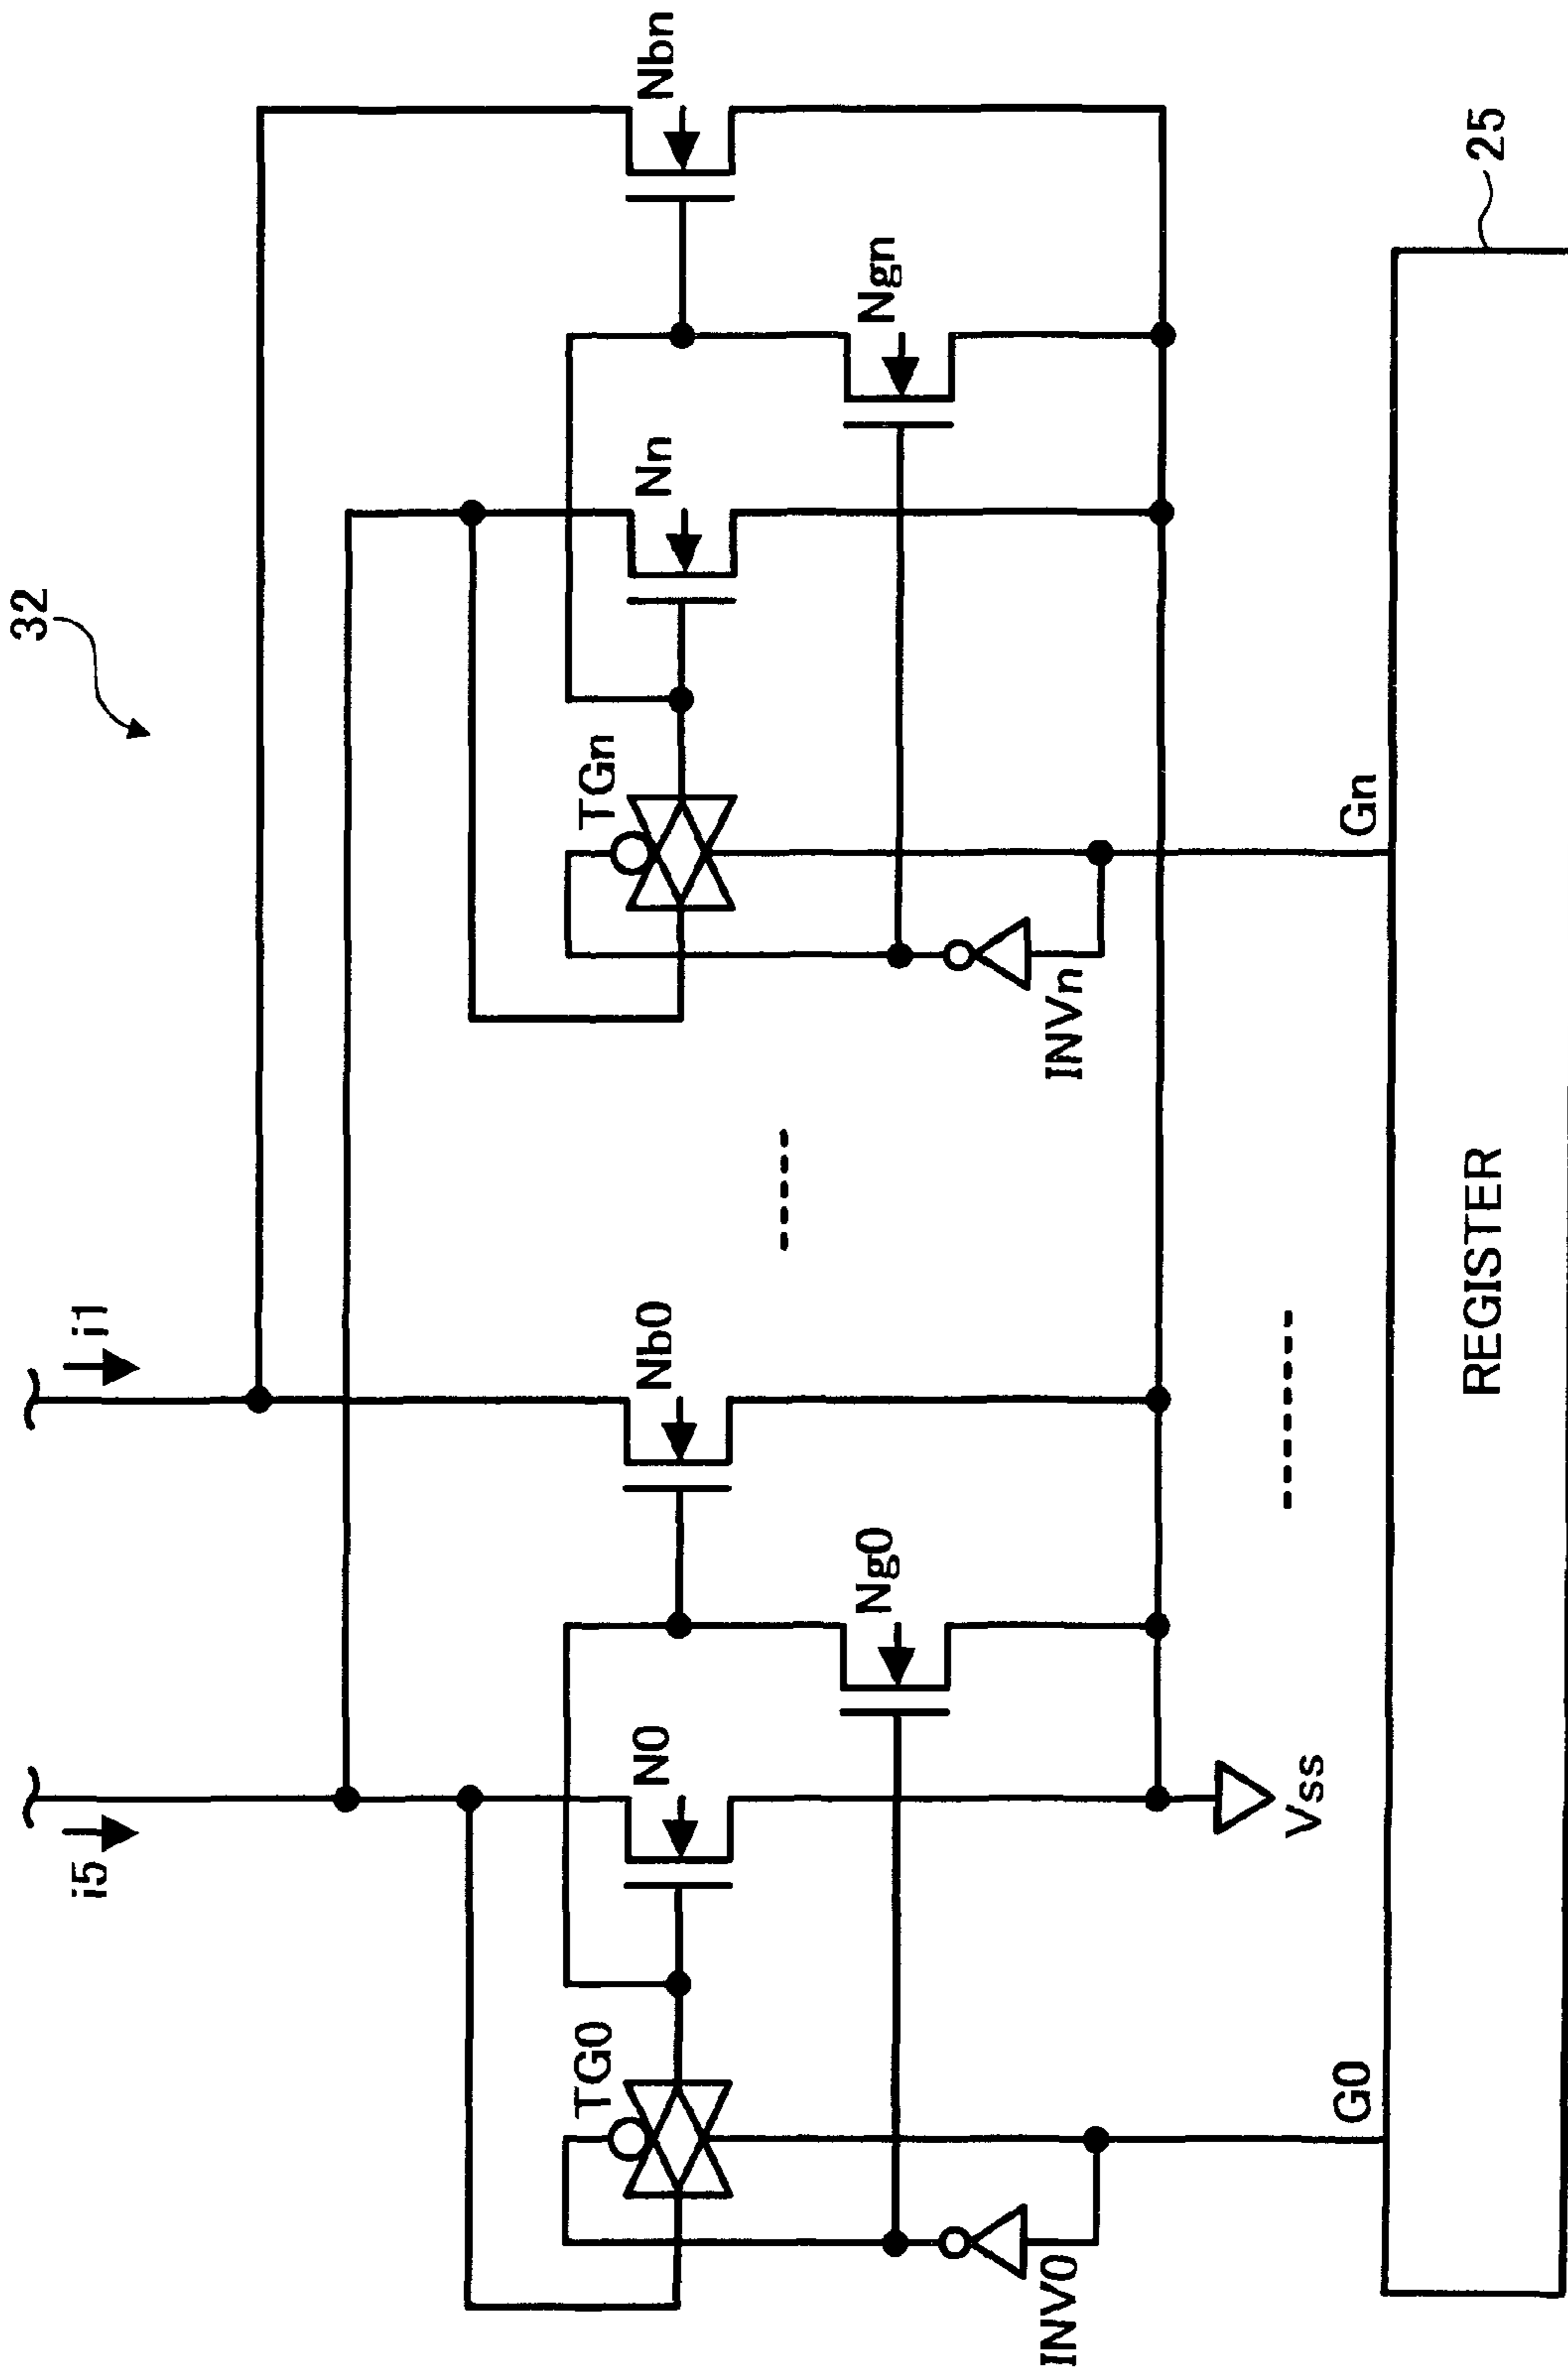 32
i5
i1
TG0
N0
Nb0
TGn
Nn
Nbn
Ng0
Ngn
INV0
INVn
Vss
G0
Gn
REGISTER
25